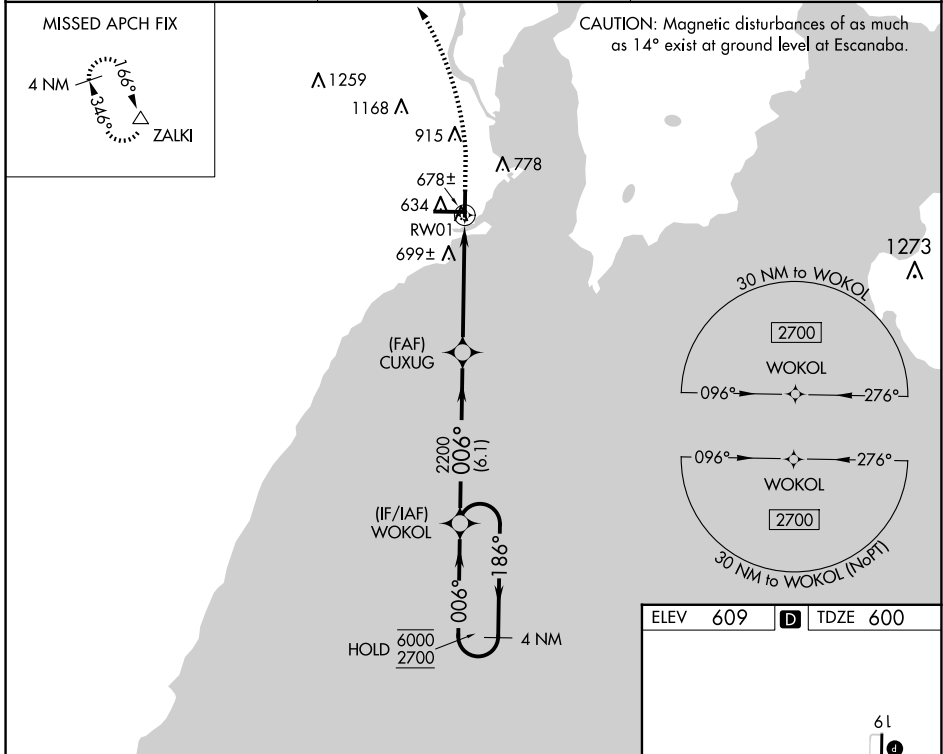 MISSED APCH FIX
4 NM
166°
346°
ZALKI
CAUTION: Magnetic disturbances of as much
as 14° exist at ground level at Escanaba.
1259
1168
915
778
678±
634
RW01
699±
1273
(FAF)
CUXUG
2200
006°
(6.1)
(IF/IAF)
WOKOL
006°
186°
HOLD 6000
2700
4 NM
30 NM to WOKOL
2700
WOKOL
096°
276°
096°
276°
WOKOL
2700
30 NM to WOKOL (NoPT)
ELEV 609 D TDZE 600
19
P